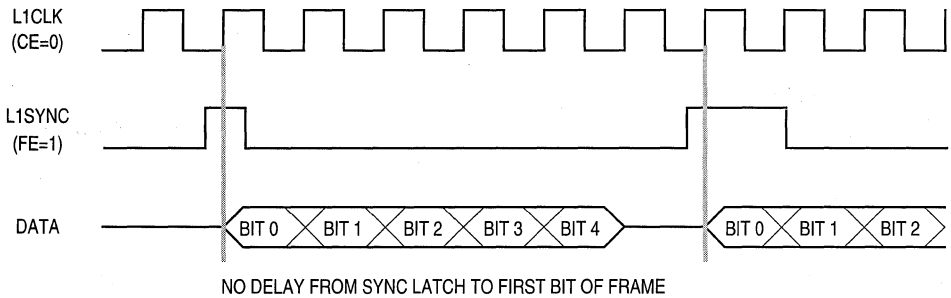 L1CLK
(CE=0)
L1SYNC
(FE=1)
DATA
BIT 0 BIT 1 BIT 2 BIT 3 BIT 4 BIT 0 BIT 1 BIT 2
NO DELAY FROM SYNC LATCH TO FIRST BIT OF FRAME